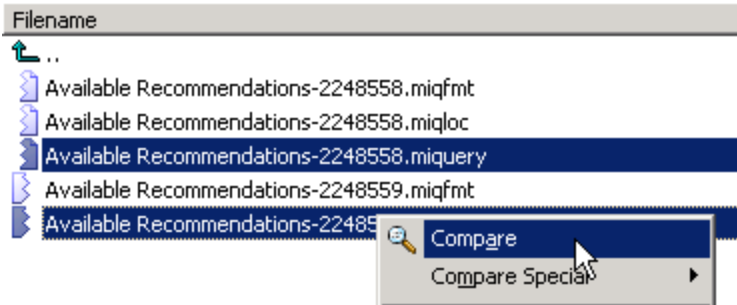 Filename
..
Available Recommendations-2248558.miqfmt
Available Recommendations-2248558.miqloc
Available Recommendations-2248558.miquery
Available Recommendations-2248559.miqfmt
Available Recommendations-22485
Compare
Compare Special